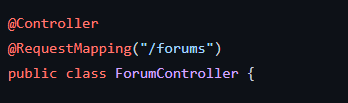 @Controller
@RequestMapping("/forums")
public class ForumController {